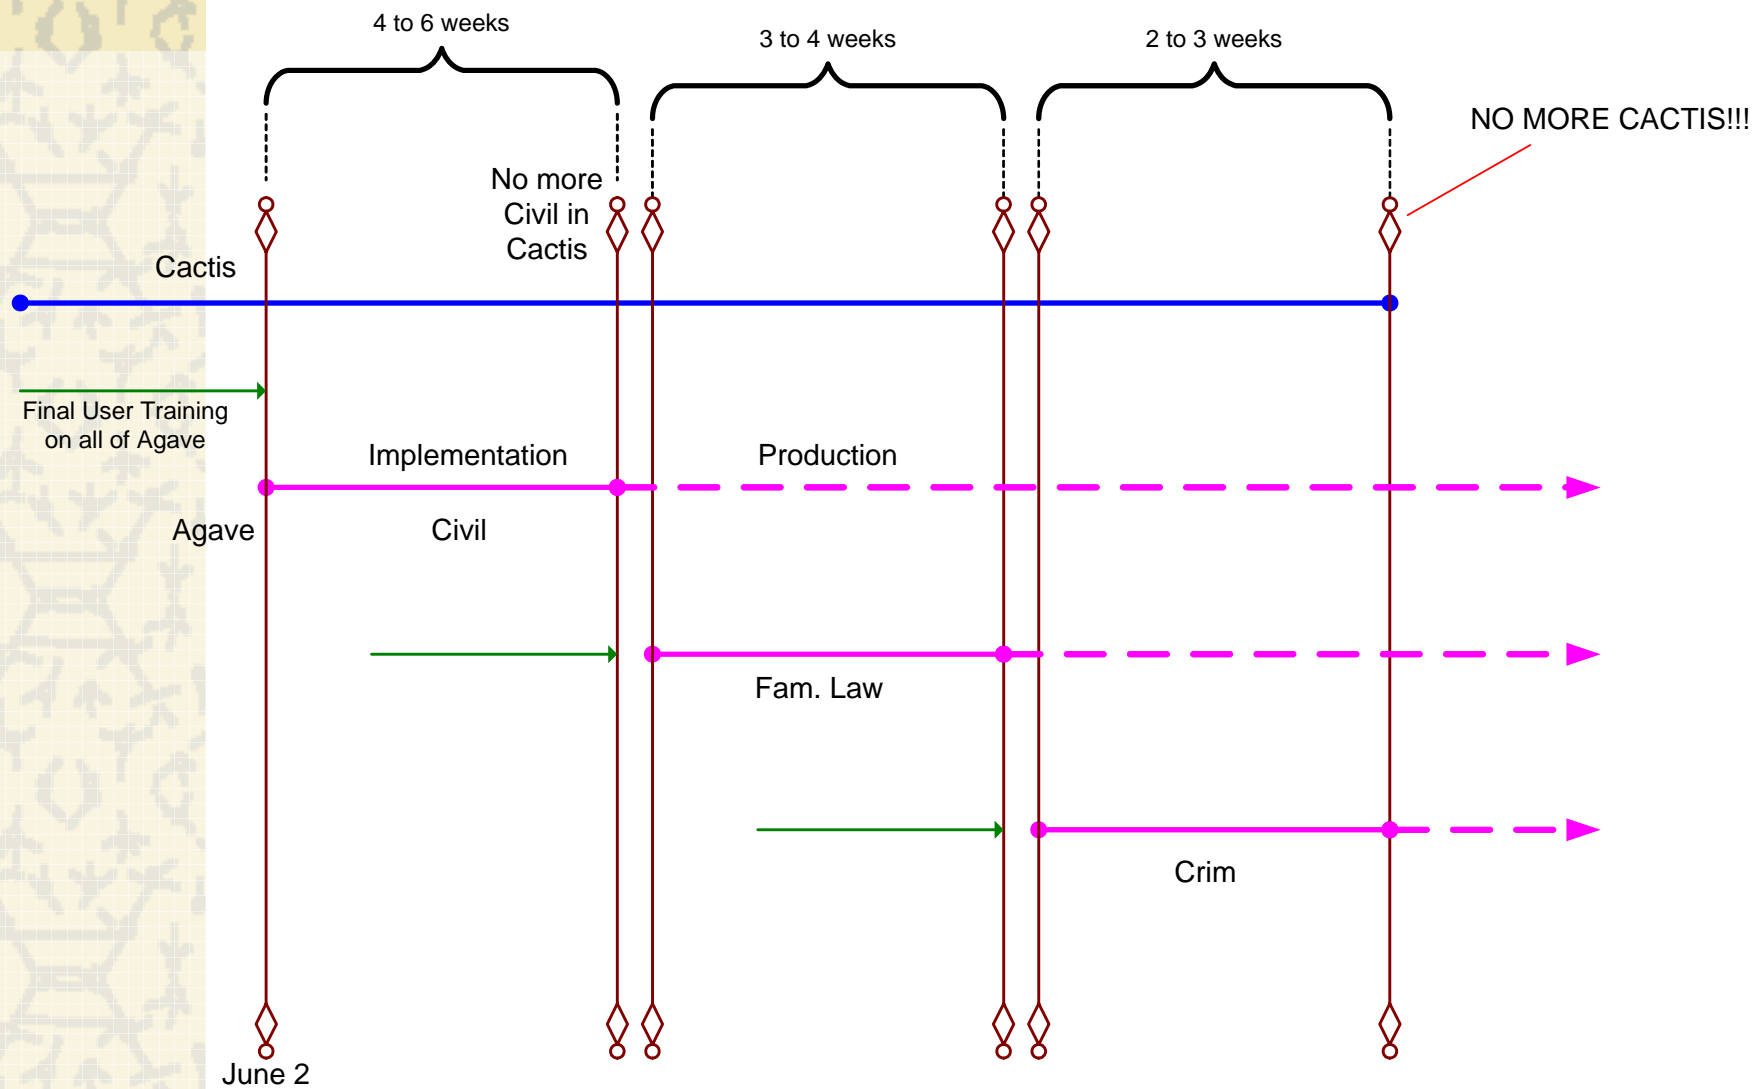 4 to 6 weeks
3 to 4 weeks
2 to 3 weeks
NO MORE CACTIS!!!
No more
Civil in
Cactis
Cactis
Final User Training
on all of Agave
Implementation
Production
Agave
Civil
Fam. Law
Crim
June 2